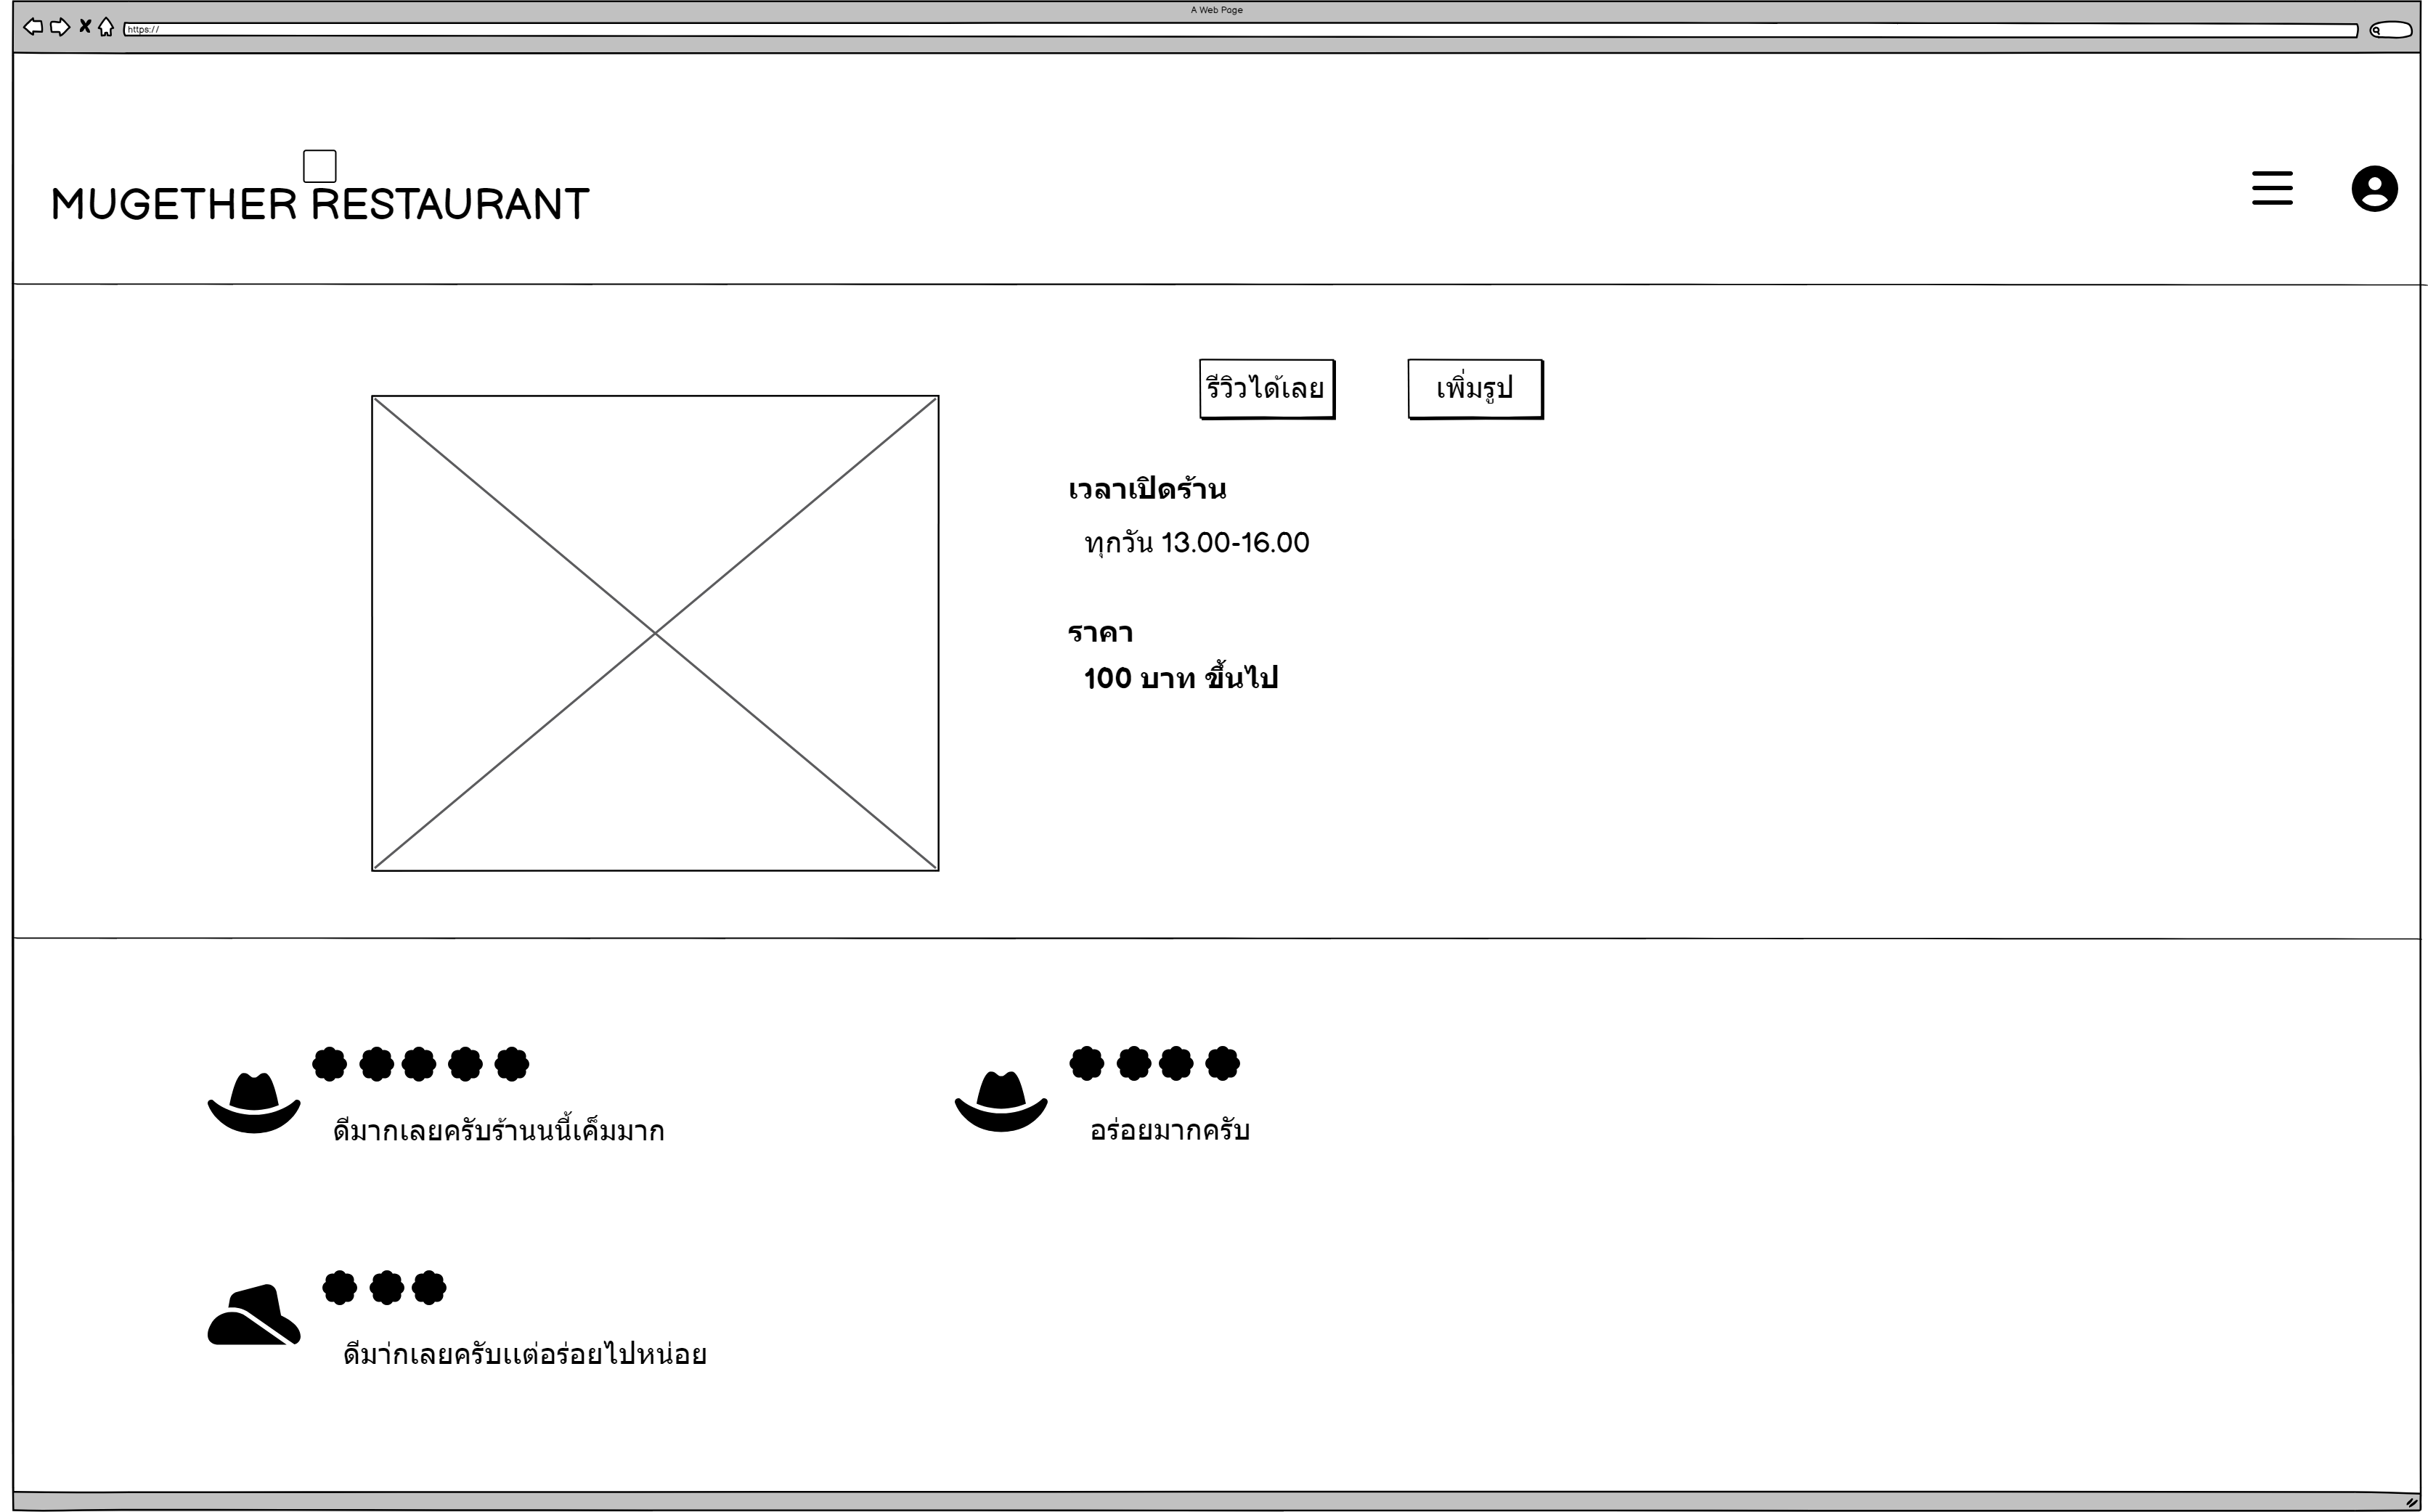 A Web Page
https://
MUGETHER RESTAURANT
รีวิวได้เลย
เพิ่มรูป
เวลาเปิดร้าน
ทุกวัน 13.00-16.00
ราคา
100 บาท ขึ้นไป
ดีมากเลยครับร้านนนี้เค็มมาก
อร่อยมากครับ
ดีมา่กเลยครับแต่อร่อยไปหน่อย